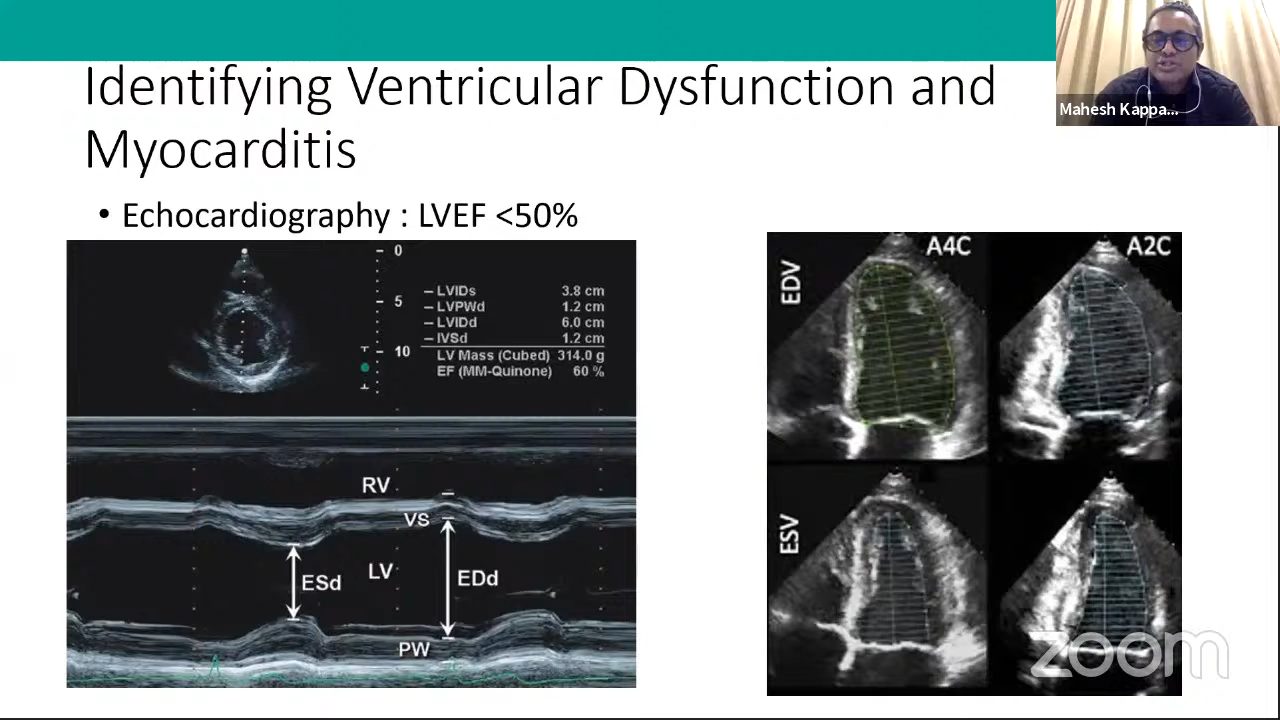 Mahesh Kappa...
Identifying Ventricular Dysfunction and
Myocarditis
• Echocardiography : LVEF <50%
0
5
10
LVIDs 3.8 cm
LVPWd 1.2 cm
LVIDd 6.0 cm
IVSd 1.2 cm
LV Mass (Cubed) 314.0 g
EF (MM-Quinone) 60 %
RV
VS
ESd
LV
EDd
PW
A4C
A2C
EDV
ESV
zoom